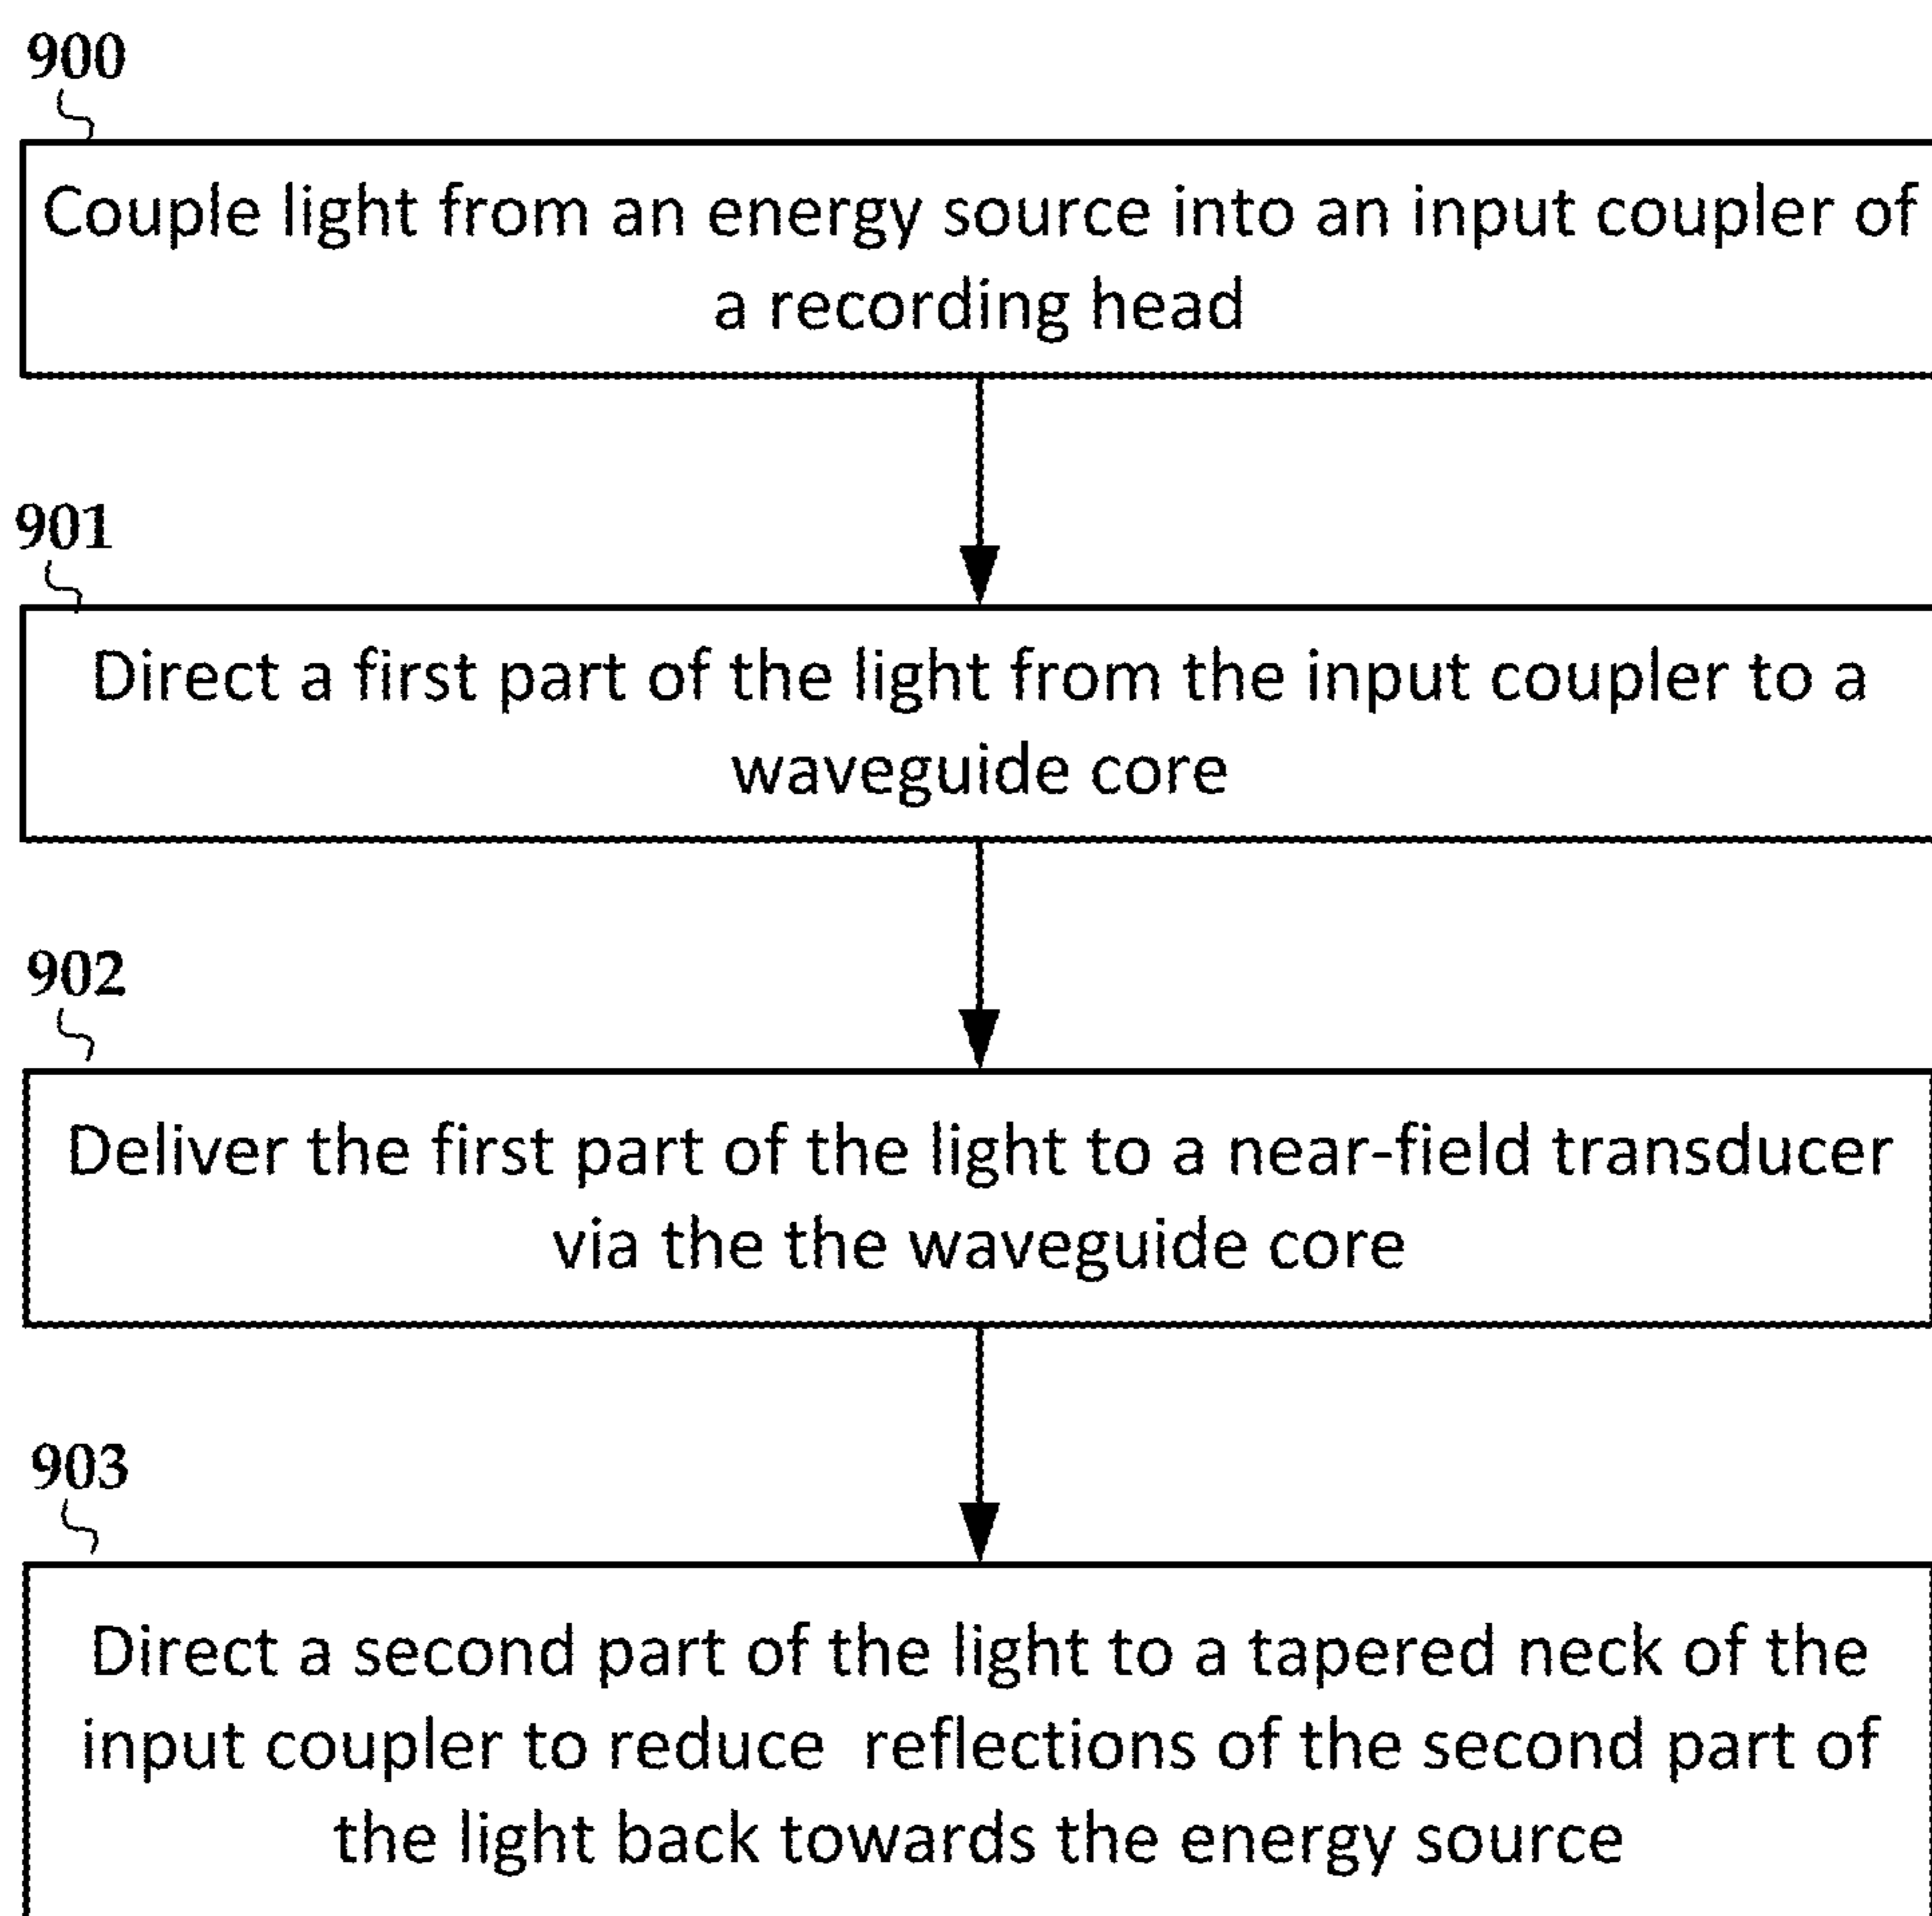 900
Couple light from an energy source into an input coupler of
a recording head
901
Direct a first part of the light from the input coupler to a
waveguide core
902
Deliver the first part of the light to a near-field transducer
via the the waveguide core
903
Direct a second part of the light to a tapered neck of the
input coupler to reduce  reflections of the second part of
the light back towards the energy source